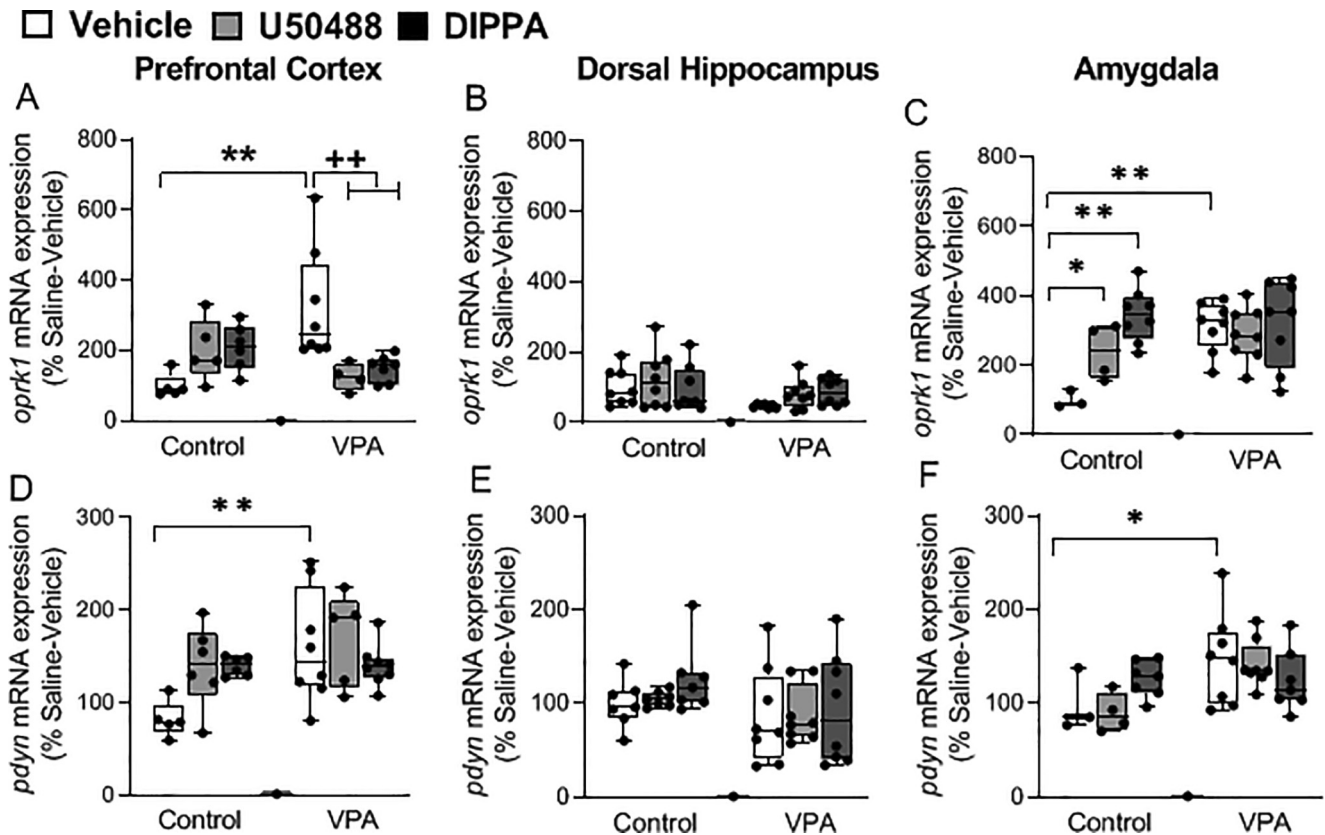 Vehicle U50488 DIPPA
Prefrontal Cortex
Dorsal Hippocampus
Amygdala
A
oprk1 mRNA expression
(% Saline-Vehicle)
800
600
400
200
0
**
++
Control
VPA
B
oprk1 mRNA expression
(% Saline-Vehicle)
800
600
400
200
0
Control
VPA
C
oprk1 mRNA expression
(% Saline-Vehicle)
800
600
400
200
0
**
**
*
Control
VPA
D
pdyn mRNA expression
(% Saline-Vehicle)
300
200
100
0
**
Control
VPA
E
pdyn mRNA expression
(% Saline-Vehicle)
300
200
100
0
Control
VPA
F
pdyn mRNA expression
(% Saline-Vehicle)
300
200
100
0
*
Control
VPA